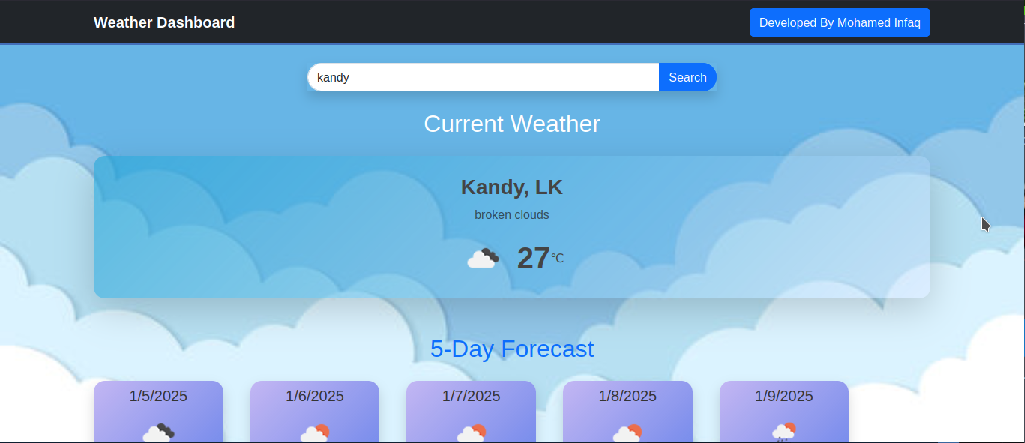 Weather Dashboard
Developed By Mohamed Infaq
kandy
Search
Current Weather
Kandy, LK
broken clouds
27°C
5-Day Forecast
1/5/2025
1/6/2025
1/7/2025
1/8/2025
1/9/2025